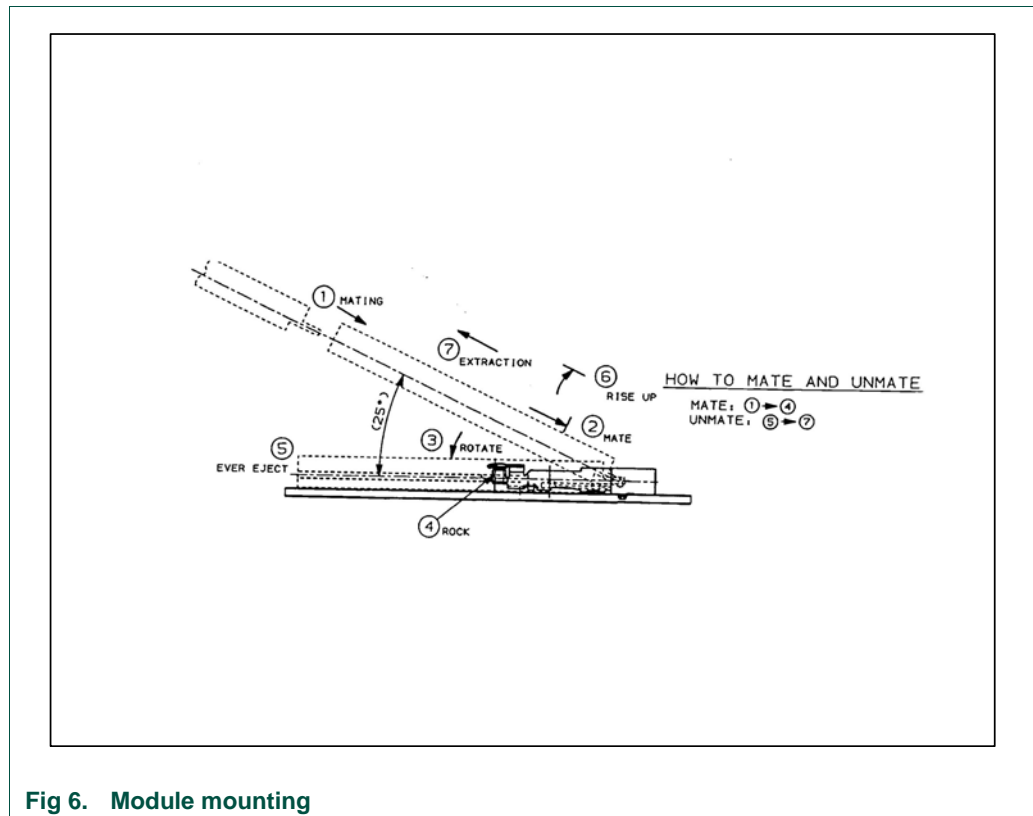 ① MATING
⑦ EXTRACTION
⑥ RISE UP
HOW TO MATE AND UNMATE
MATE: ①→④
UNMATE: ⑤→⑦
(25°)
② MATE
③ ROTATE
⑤
EVER EJECT
④ ROCK
Fig 6. Module mounting